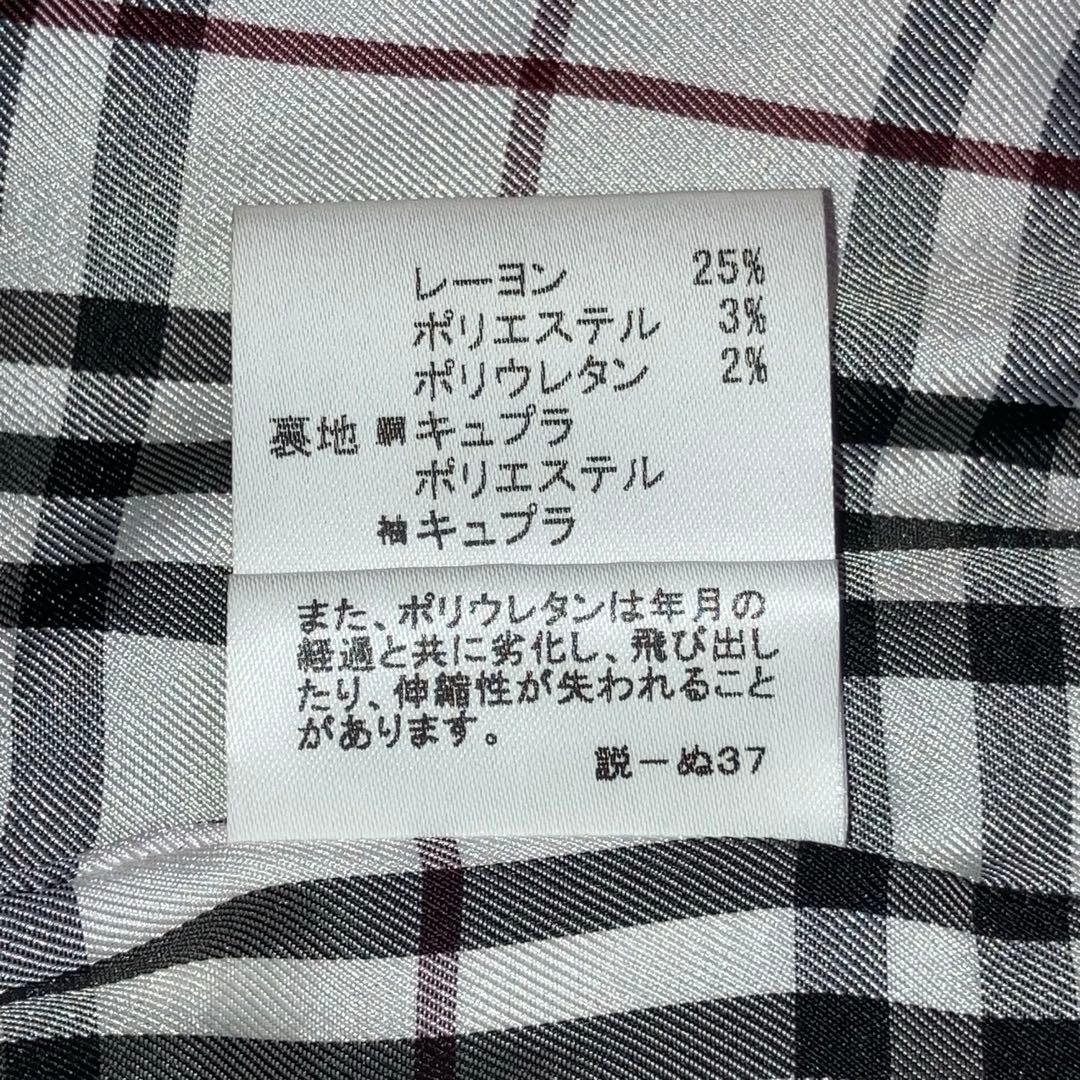 レーヨン 25%
ポリエステル 3%
ポリウレタン 2%
裏地 胴 キュプラ
ポリエステル
袖 キュプラ
また、ポリウレタンは年月の
経過と共に劣化し、飛び出し
たり、伸縮性が失われること
があります。
説ーぬ37